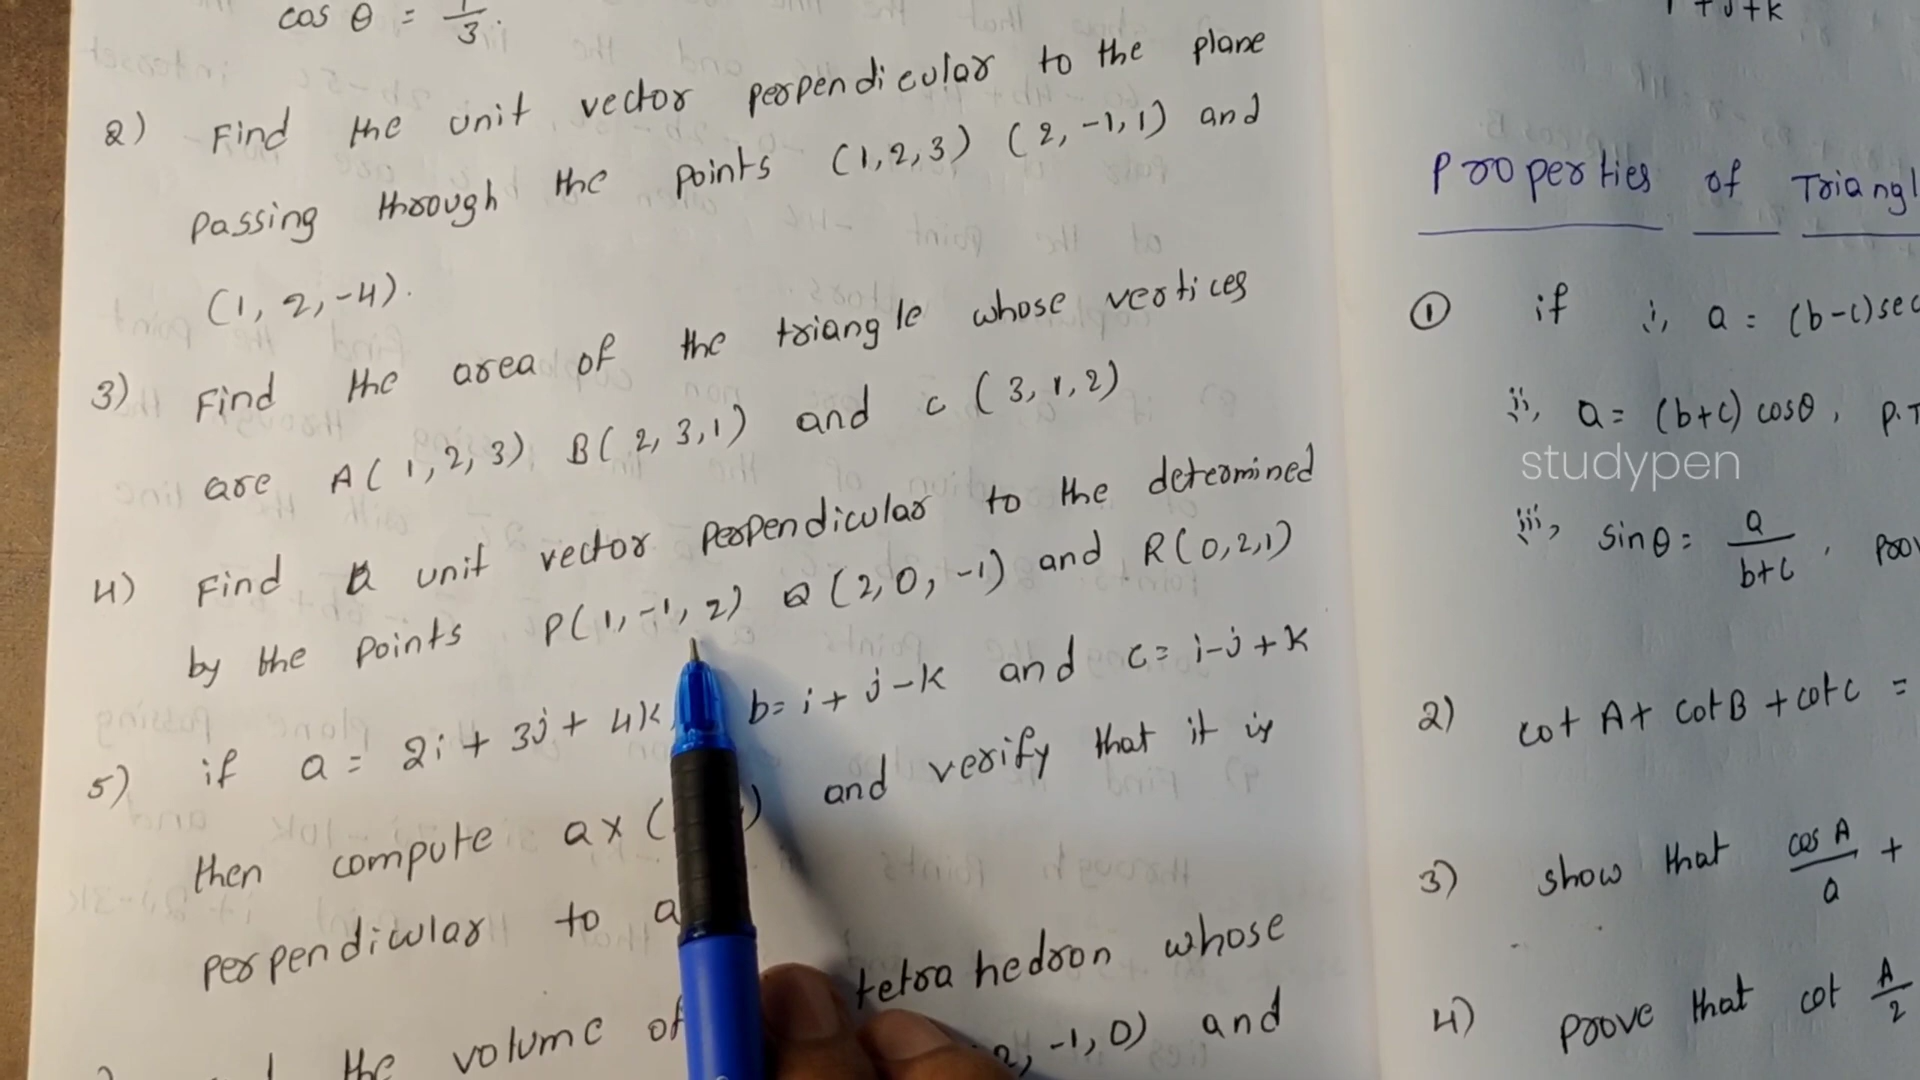 cos θ = 1/3.
2) Find the unit vector perpendicular to the plane
passing through the points (1,2,3) (2,-1,1) and
(1, 2, -4).
3) Find the area of the triangle whose vertices
are A(1,2,3) B(2,3,1) and C (3,1,2)
4) Find a unit vector perpendicular to the determined
by the points P(1,-1,2) Q(2,0,-1) and R(0,2,1)
5) if a = 2i + 3j + 4k b= i+ j-k and c= i-j+k
then compute a×( ) and verify that it is
perpendicular to a
the volume of tetrahedron whose
-1,0) and
+j+k
Properties of
① if i, a = (b-c)sec
ii, a= (b+c) cosθ, P.T
studypen
iii, sinθ= a/b+c,
2) cot A+ cotB+cotC =
3) show that cosA/a +
4) Prove that cot A/2